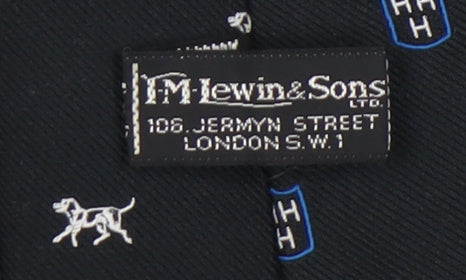 H H
H
T·M·Lewin & Sons
LTD.
106. JERMYN STREET
LONDON S.W.1
H
H